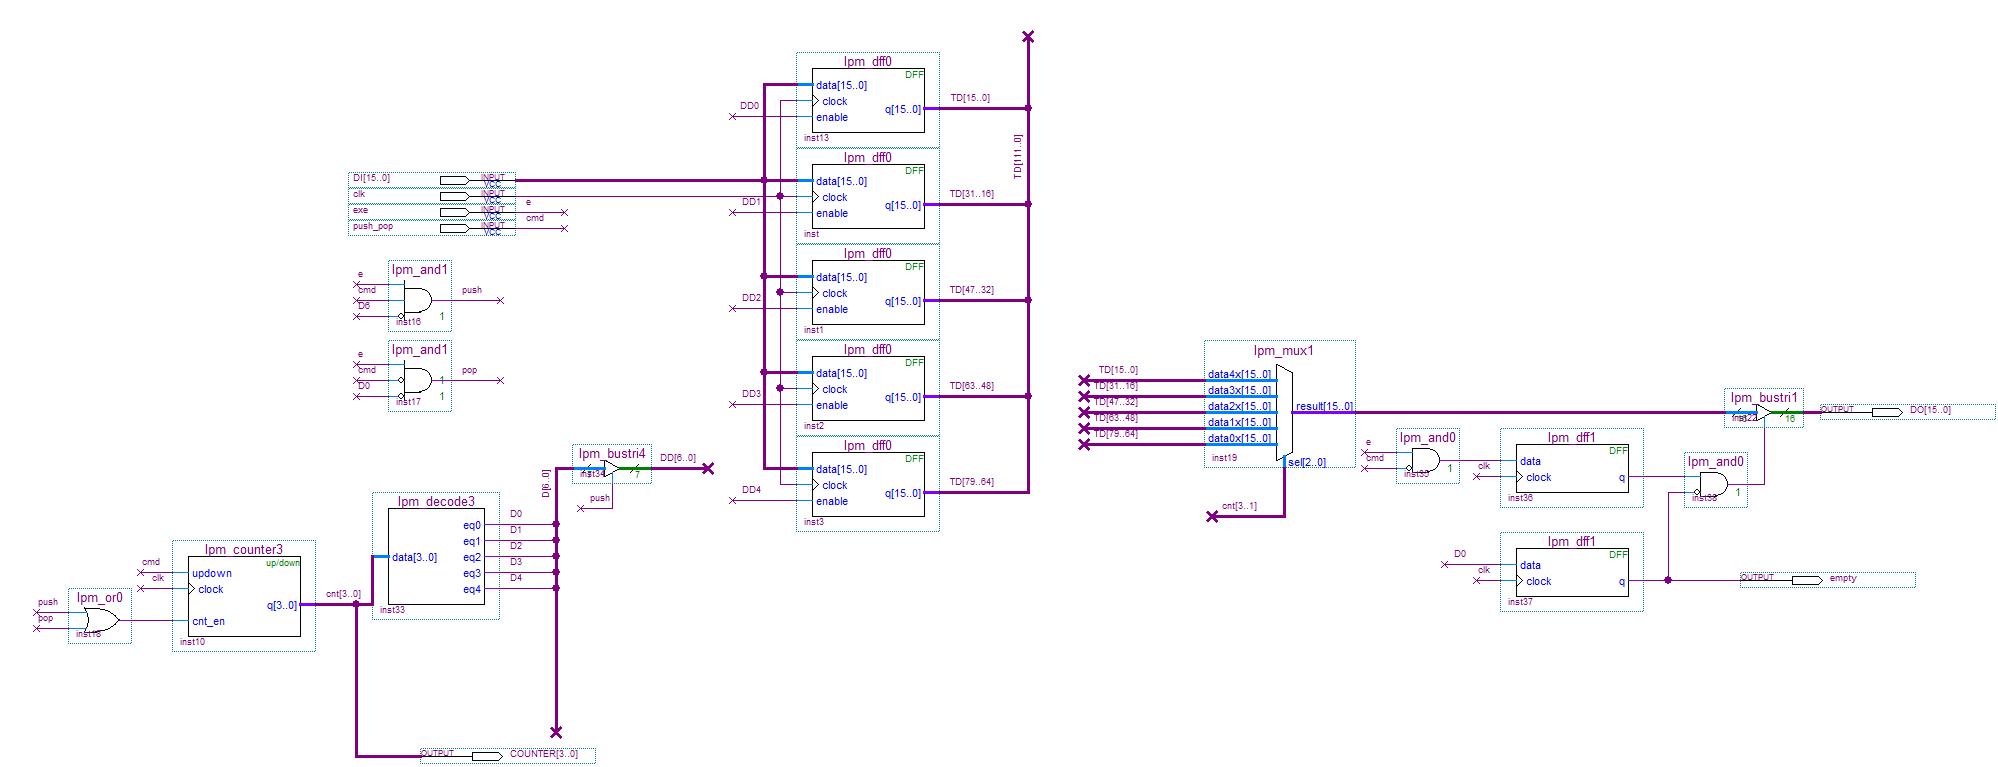 lpm_dff0
DFF
data[15..0]
clock
enable
q[15..0]
inst13
DD0
TD[15..0]
TD[111..0]
lpm_dff0
DFF
data[15..0]
clock
enable
q[15..0]
inst
DD1
TD[31..16]
DI[15..0]
INPUT
VCC
clk
INPUT
VCC
exe
INPUT
VCC
e
push_pop
INPUT
VCC
cmd
lpm_dff0
DFF
data[15..0]
clock
enable
q[15..0]
inst1
DD2
TD[47..32]
lpm_and1
e
cmd
D6
push
inst16
1
lpm_and1
e
cmd
D0
pop
inst17
1
1
lpm_dff0
DFF
data[15..0]
clock
enable
q[15..0]
inst2
DD3
TD[63..48]
lpm_dff0
DFF
data[15..0]
clock
enable
q[15..0]
inst3
DD4
TD[79..64]
lpm_bustri4
inst34
7
DD[6..0]
push
D[6..0]
lpm_decode3
data[3..0]
eq0
eq1
eq2
eq3
eq4
inst33
D0
D1
D2
D3
D4
lpm_counter3
up/down
updown
clock
q[3..0]
cnt_en
inst10
cmd
clk
cnt[3..0]
lpm_or0
push
pop
inst18
OUTPUT
COUNTER[3..0]
lpm_mux1
TD[15..0]
data4x[15..0]
TD[31..16]
data3x[15..0]
TD[47..32]
data2x[15..0]
TD[63..48]
data1x[15..0]
TD[79..64]
data0x[15..0]
result[15..0]
sel[2..0]
inst19
cnt[3..1]
lpm_bustri1
inst22
16
OUTPUT
DO[15..0]
lpm_and0
e
cmd
inst35
1
lpm_dff1
DFF
data
clock
q
inst36
clk
lpm_and0
inst38
1
lpm_dff1
DFF
data
clock
q
inst37
D0
clk
OUTPUT
empty